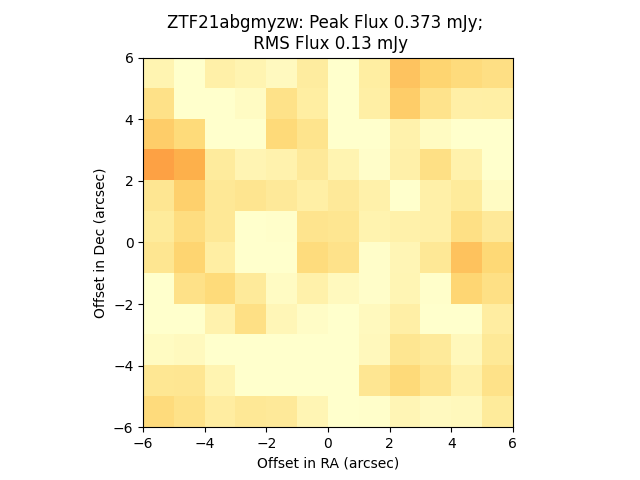 ZTF21abgmyzw: Peak Flux 0.373 mJy;
RMS Flux 0.13 mJy
6
4
2
0
−2
−4
−6
Offset in Dec (arcsec)
−6 −4 −2 0 2 4 6
Offset in RA (arcsec)